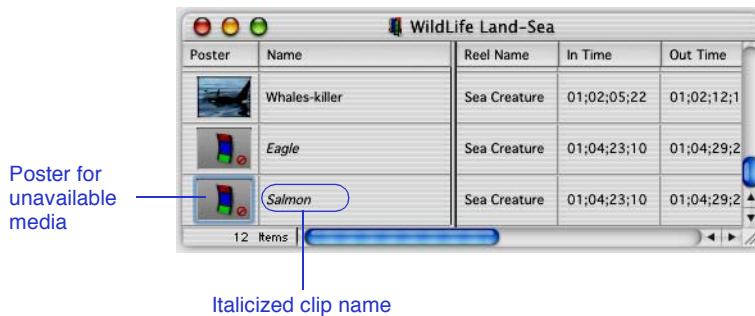 WildLife Land-Sea
Poster Name Reel Name In Time Out Time
Whales-killer Sea Creature 01;02;05;22 01;02;12;1
Eagle Sea Creature 01;04;23;10 01;04;29;2
Poster for
unavailable
media
Salmon Sea Creature 01;04;23;10 01;04;29;2
12 Items
Italicized clip name